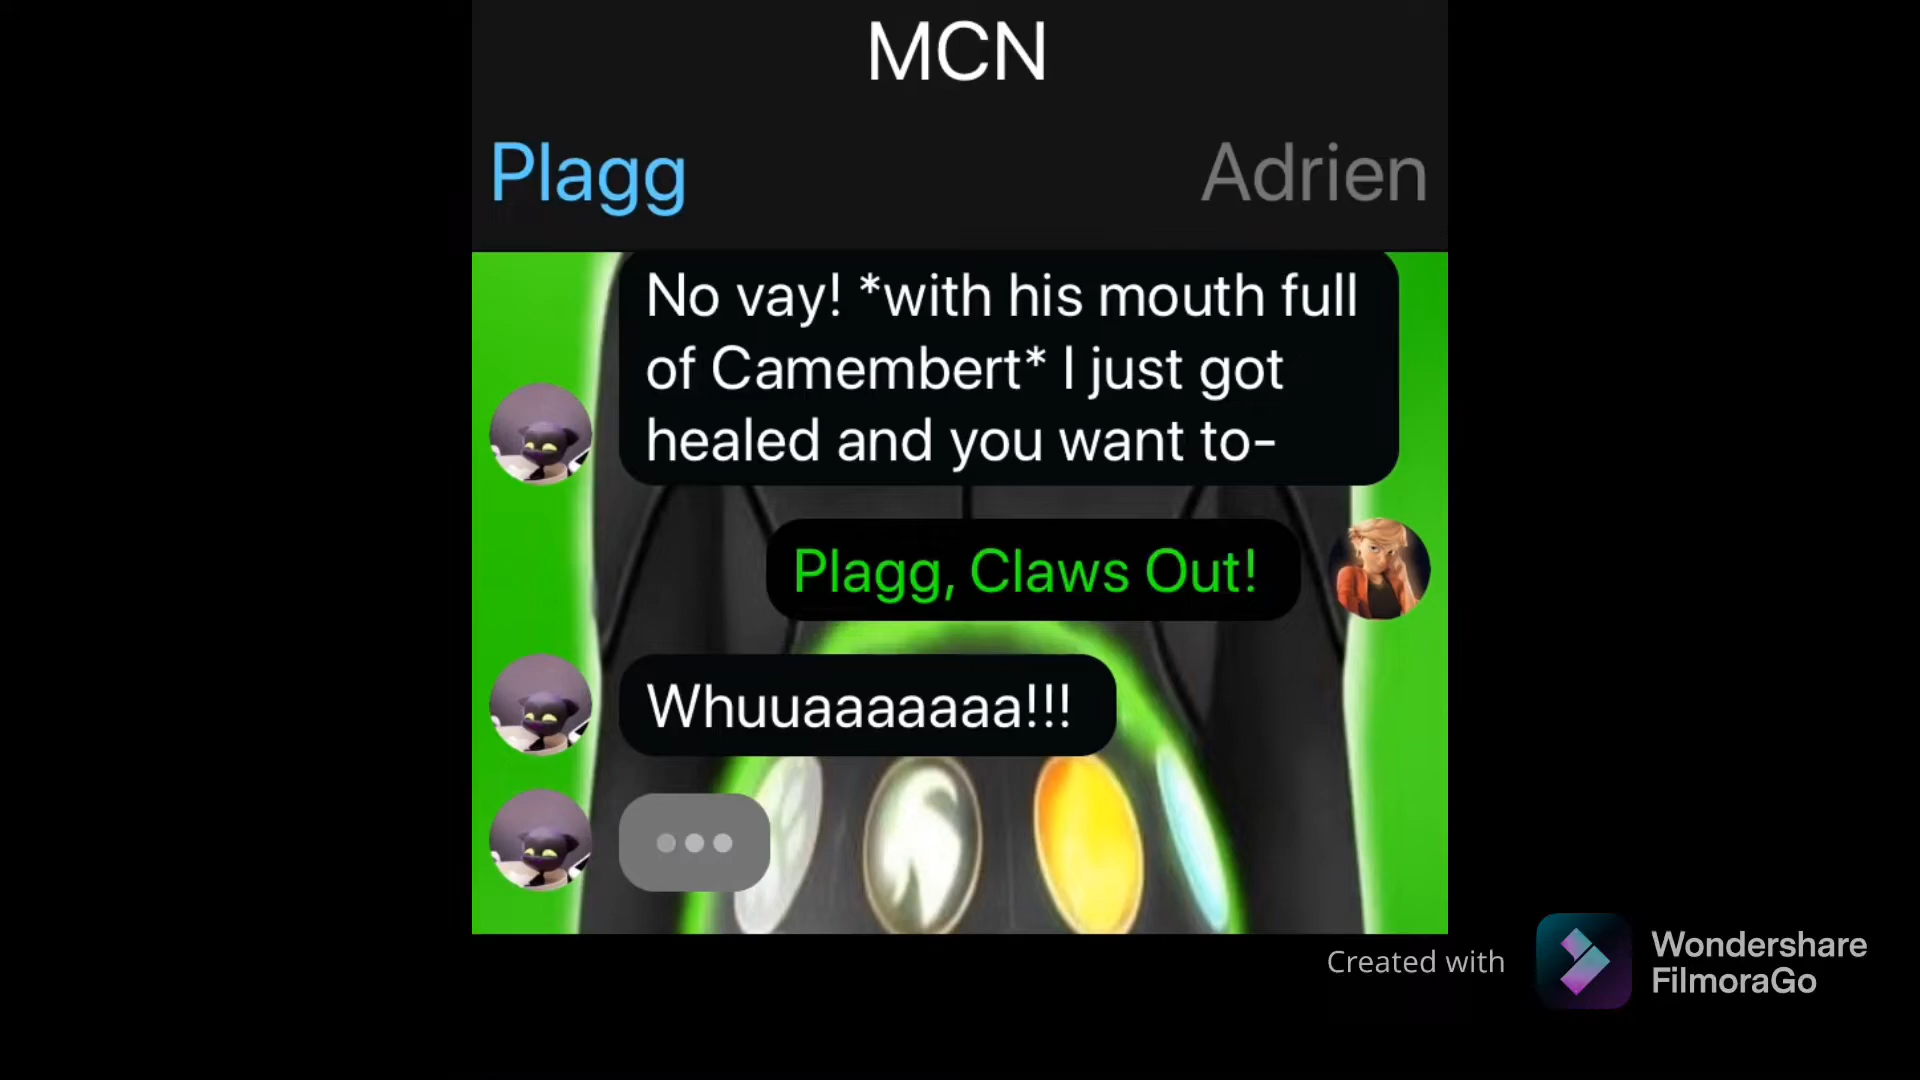 MCN
Plagg
Adrien
No vay! *with his mouth full
of Camembert* I just got
healed and you want to-
Plagg, Claws Out!
Whuuaaaaaaa!!!
Created with
Wondershare
FilmoraGo